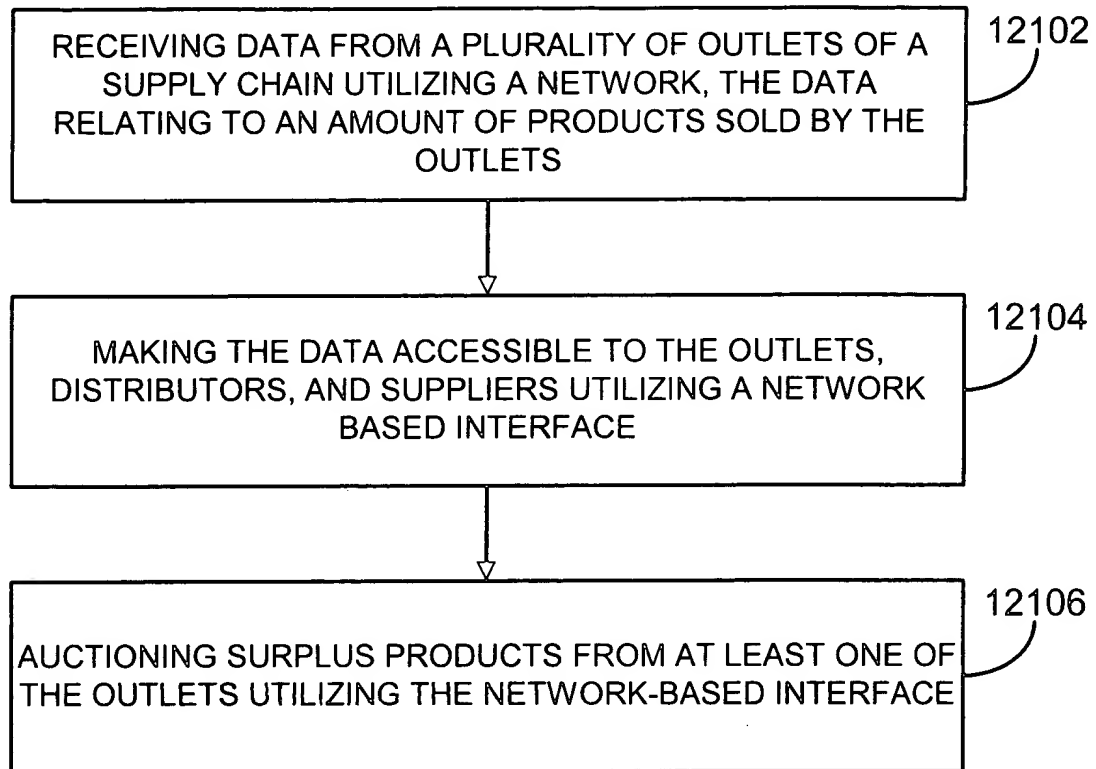 RECEIVING DATA FROM A PLURALITY OF OUTLETS OF A
SUPPLY CHAIN UTILIZING A NETWORK, THE DATA
RELATING TO AN AMOUNT OF PRODUCTS SOLD BY THE
OUTLETS
12102
MAKING THE DATA ACCESSIBLE TO THE OUTLETS,
DISTRIBUTORS, AND SUPPLIERS UTILIZING A NETWORK
BASED INTERFACE
12104
AUCTIONING SURPLUS PRODUCTS FROM AT LEAST ONE OF
THE OUTLETS UTILIZING THE NETWORK-BASED INTERFACE
12106